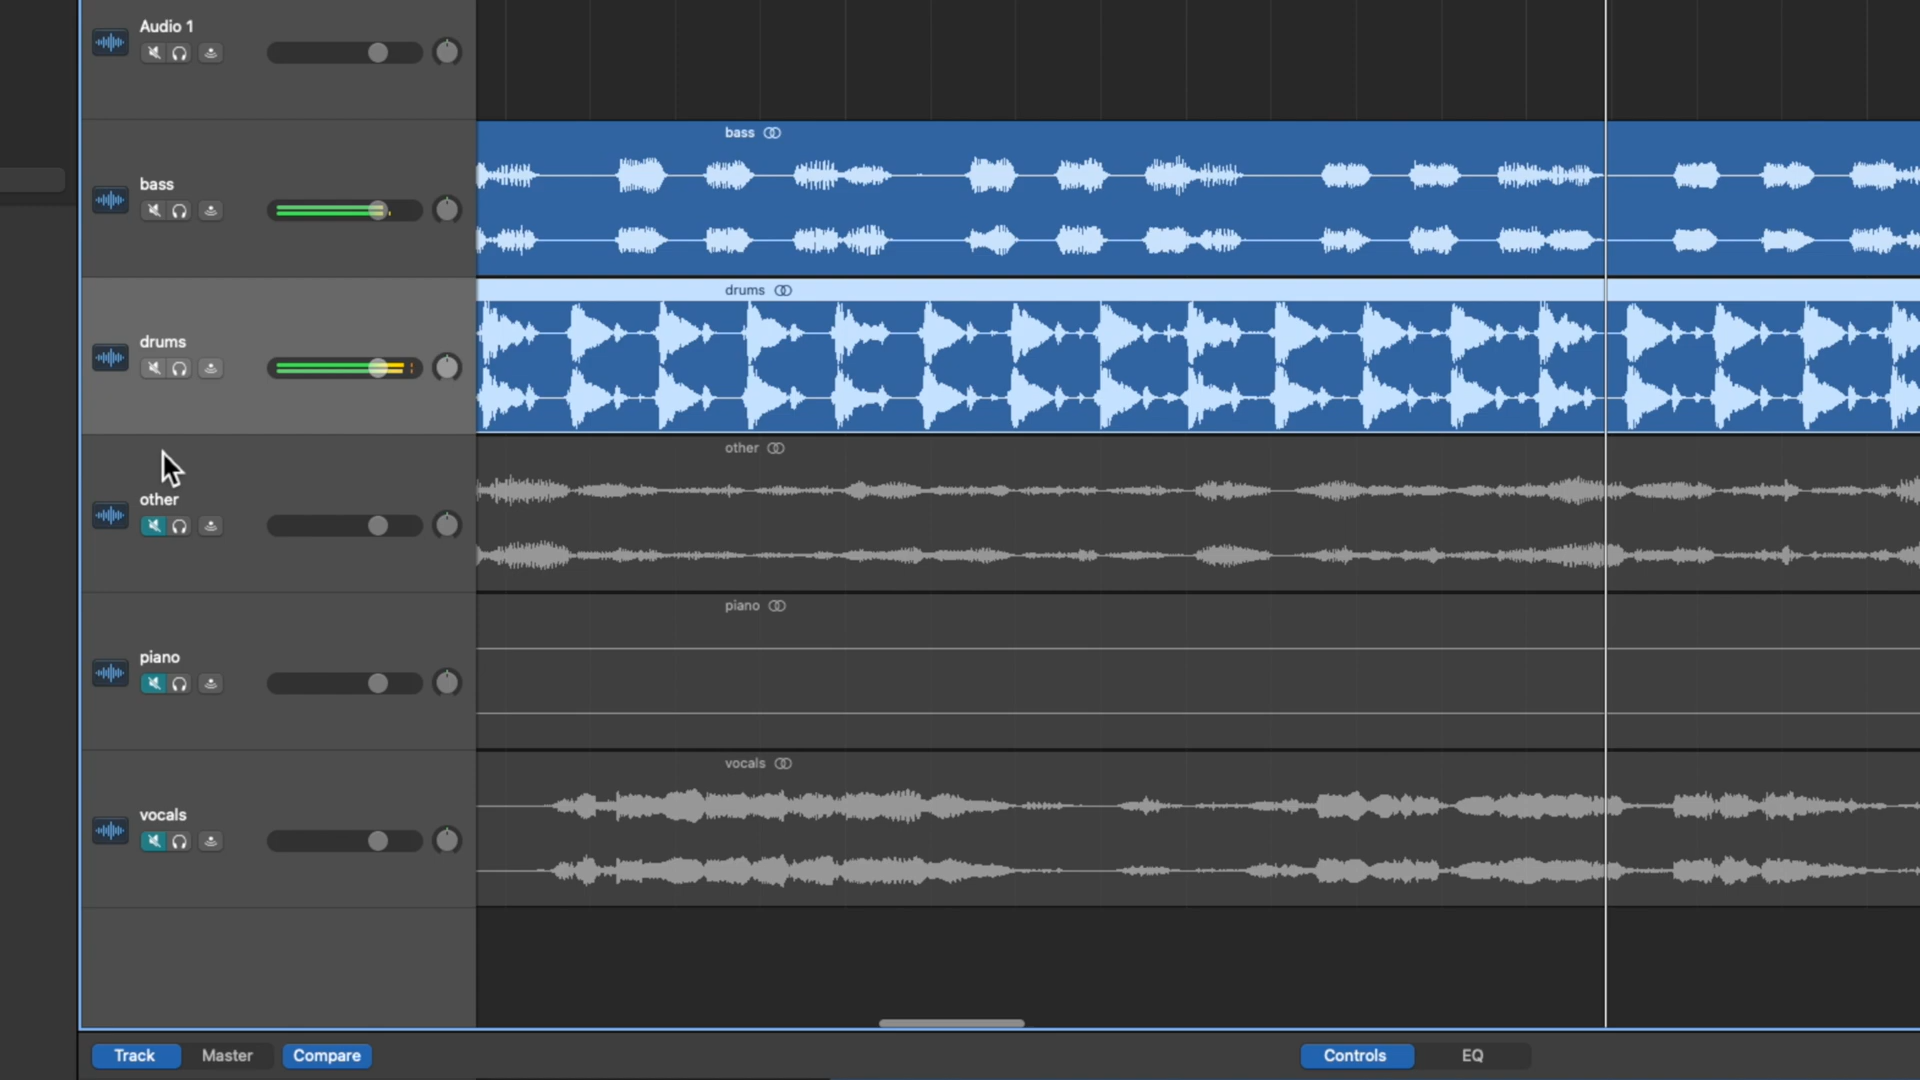 Audio 1
bass
bass
drums
drums
other
other
piano
piano
vocals
vocals
Track Master Compare
Controls EQ